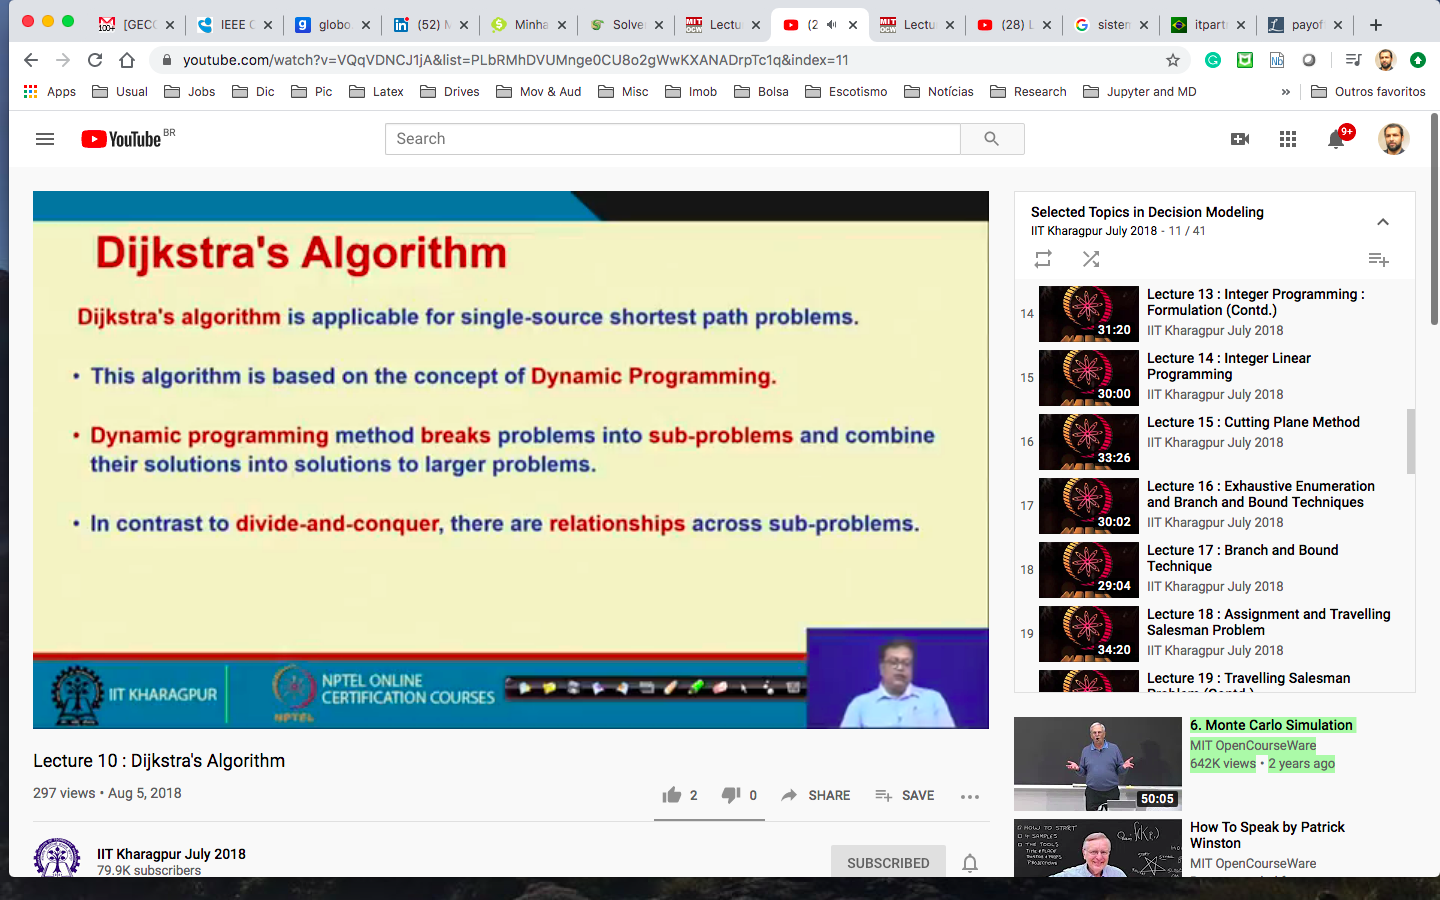 100+
[GEC
IEEE C
globo.
(52) M
Minha
Solve
Lectu
(2
Lectu
(28) L
sistem
itpart
payof
youtube.com/watch?v=VQqVDNCJ1jA&list=PLbRMhDVUMnge0CU8o2gWwKXANADrpTc1q&index=11
Apps
Usual
Jobs
Dic
Pic
Latex
Drives
Mov & Aud
Misc
Imob
Bolsa
Escotismo
Notícias
Research
Jupyter and MD
»
Outros favoritos
YouTube BR
Search
9+
Dijkstra's Algorithm
Dijkstra's algorithm is applicable for single-source shortest path problems.
• This algorithm is based on the concept of Dynamic Programming.
• Dynamic programming method breaks problems into sub-problems and combine
their solutions into solutions to larger problems.
• In contrast to divide-and-conquer, there are relationships across sub-problems.
IIT KHARAGPUR
NPTEL
NPTEL ONLINE
CERTIFICATION COURSES
Lecture 10 : Dijkstra's Algorithm
297 views • Aug 5, 2018
2
0
SHARE
SAVE
IIT Kharagpur July 2018
79.9K subscribers
SUBSCRIBED
Selected Topics in Decision Modeling
IIT Kharagpur July 2018 - 11 / 41
14
31:20
Lecture 13 : Integer Programming :
Formulation (Contd.)
IIT Kharagpur July 2018
15
30:00
Lecture 14 : Integer Linear
Programming
IIT Kharagpur July 2018
16
33:26
Lecture 15 : Cutting Plane Method
IIT Kharagpur July 2018
17
30:02
Lecture 16 : Exhaustive Enumeration
and Branch and Bound Techniques
IIT Kharagpur July 2018
18
29:04
Lecture 17 : Branch and Bound
Technique
IIT Kharagpur July 2018
19
34:20
Lecture 18 : Assignment and Travelling
Salesman Problem
IIT Kharagpur July 2018
Lecture 19 : Travelling Salesman
Problem (Contd.)
50:05
6. Monte Carlo Simulation
MIT OpenCourseWare
642K views • 2 years ago
How To Speak by Patrick
Winston
MIT OpenCourseWare